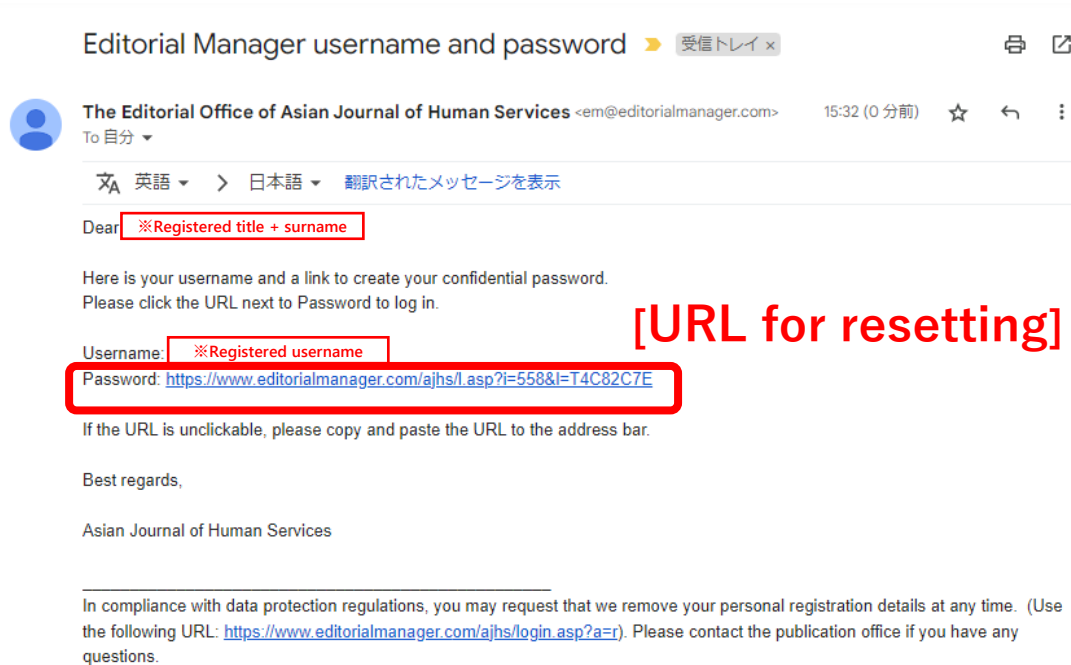 Editorial Manager username and password 受信トレイ ×
The Editorial Office of Asian Journal of Human Services <em@editorialmanager.com> 15:32 (0 分前)
To 自分
英語 > 日本語 翻訳されたメッセージを表示
Dear ※Registered title + surname
Here is your username and a link to create your confidential password.
Please click the URL next to Password to log in.
[URL for resetting]
Username: ※Registered username
Password: https://www.editorialmanager.com/ajhs/l.asp?i=558&l=T4C82C7E
If the URL is unclickable, please copy and paste the URL to the address bar.
Best regards,
Asian Journal of Human Services
In compliance with data protection regulations, you may request that we remove your personal registration details at any time. (Use
the following URL: https://www.editorialmanager.com/ajhs/login.asp?a=r). Please contact the publication office if you have any
questions.